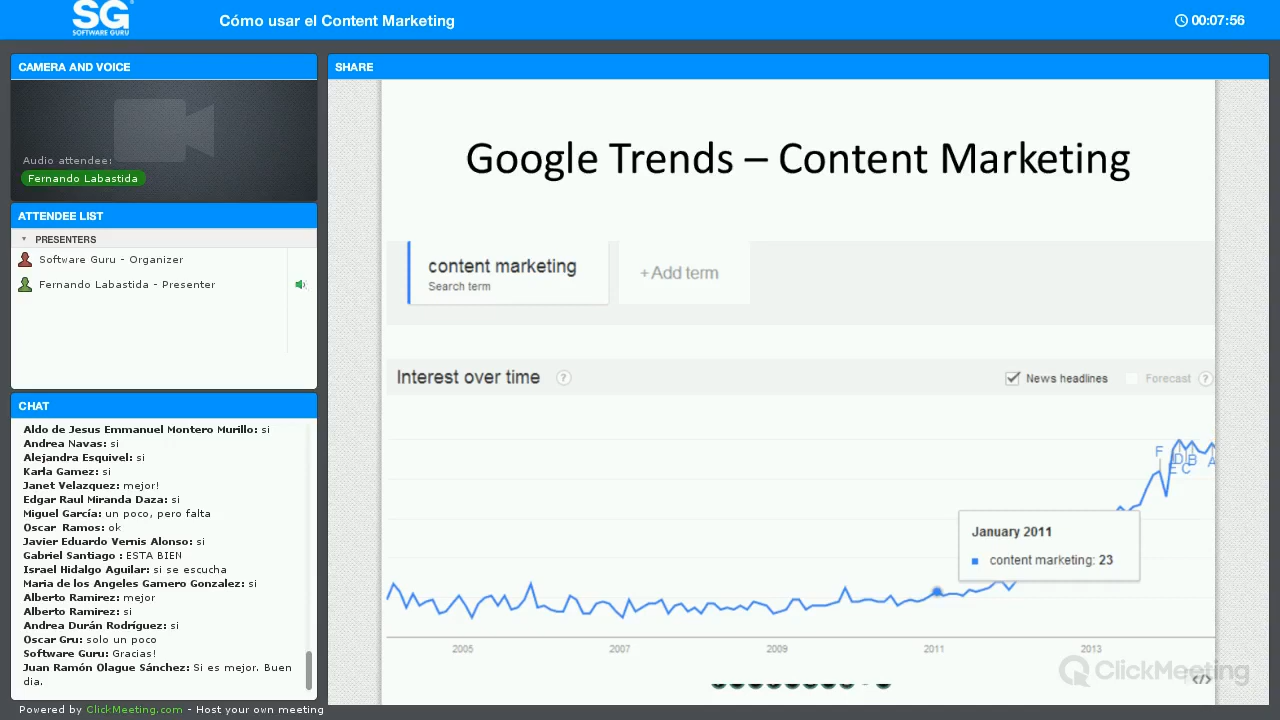 SG
SOFTWARE GURU
Cómo usar el Content Marketing
00:07:56
CAMERA AND VOICE
Audio attendee:
Fernando Labastida
ATTENDEE LIST
PRESENTERS
Software Guru - Organizer
Fernando Labastida - Presenter
CHAT
Aldo de Jesus Emmanuel Montero Murillo: si
Andrea Navas: si
Alejandra Esquivel: si
Karla Gamez: si
Janet Velazquez: mejor!
Edgar Raul Miranda Daza: si
Miguel García: un poco, pero falta
Oscar Ramos: ok
Javier Eduardo Vernis Alonso: si
Gabriel Santiago : ESTA BIEN
Israel Hidalgo Aguilar: si se escucha
Maria de los Angeles Gamero Gonzalez: si
Alberto Ramirez: mejor
Alberto Ramirez: si
Andrea Durán Rodríguez: si
Oscar Gru: solo un poco
Software Guru: Gracias!
Juan Ramón Olague Sánchez: Si es mejor. Buen
dia.
Powered by ClickMeeting.com - Host your own meeting
SHARE
Google Trends – Content Marketing
content marketing
Search term
+Add term
Interest over time ?
News headlines
Forecast ?
F
D B
E C
A
January 2011
content marketing: 23
2005 2007 2009 2011 2013
ClickMeeting
</>